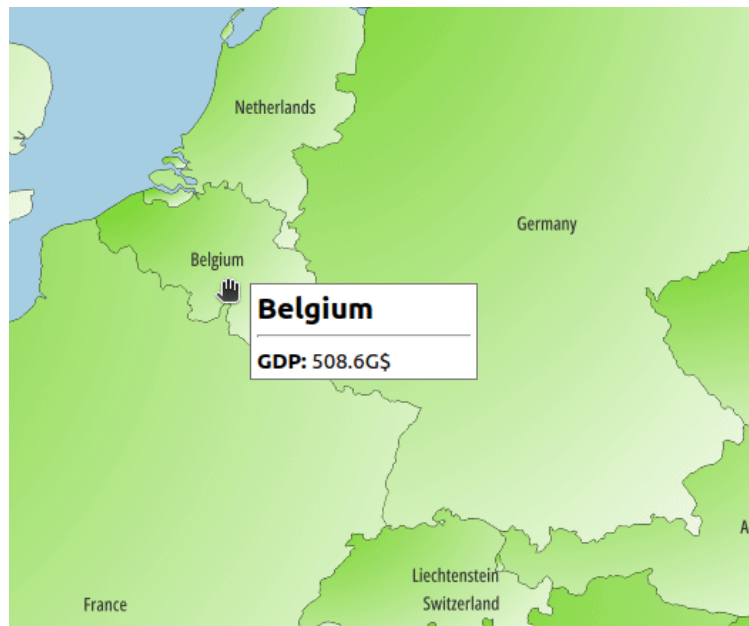 Netherlands
Germany
Belgium
Belgium
GDP: 508.6G$
A
Liechtenstein
Switzerland
France